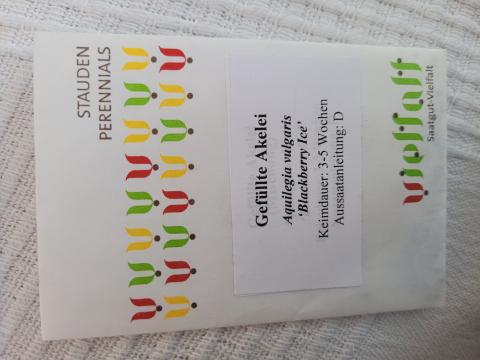 STAUDEN
PERENNIALS
Gefüllte Akelei
Aquilegia vulgaris
‘Blackberry Ice’
Keimdauer: 3-5 Wochen
Aussaatanleitung: D
vielfalt
Saatgut-Vielfalt